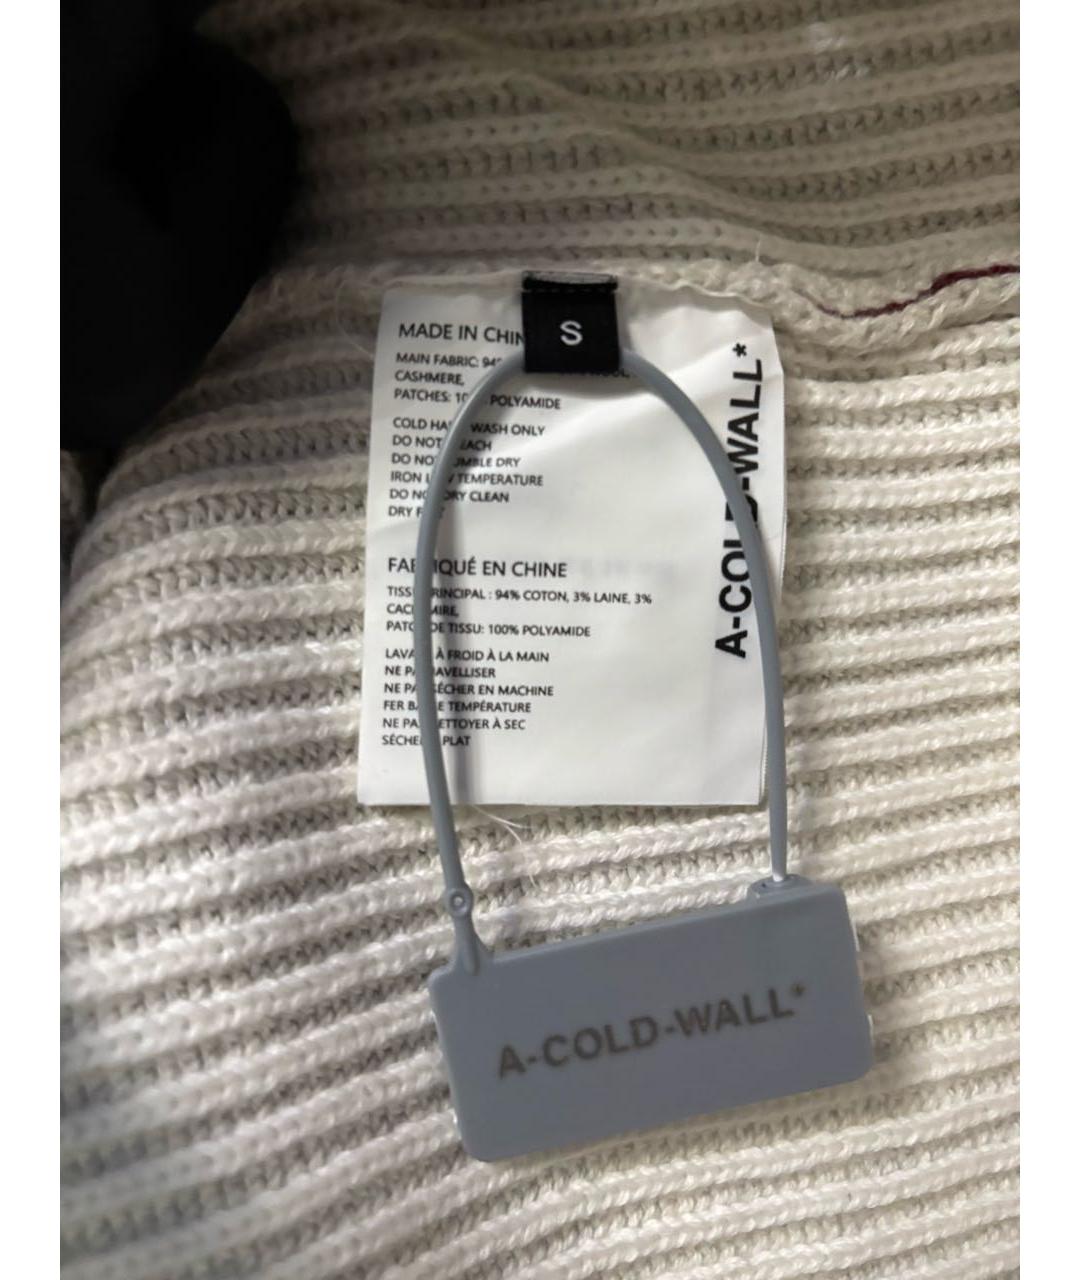 S
MADE IN CHIN
MAIN FABRIC: 94
CASHMERE,
PATCHES: 10 POLYAMIDE
COLD HA WASH ONLY
DO NOT EACH
DO NO UMBLE DRY
IRON L TEMPERATURE
DO N DRY CLEAN
DRY F
FAB IQUÉ EN CHINE
TISS RINCIPAL : 94% COTON, 3% LAINE, 3%
CAC MIRE,
PATC DE TISSU: 100% POLYAMIDE
LAVA À FROID À LA MAIN
NE PA JAVELLISER
NE PA SÉCHER EN MACHINE
FER BA E TEMPÉRATURE
NE PA ETTOYER À SEC
SÉCHE PLAT
A-COLD-WALL*
A-COLD-WALL*